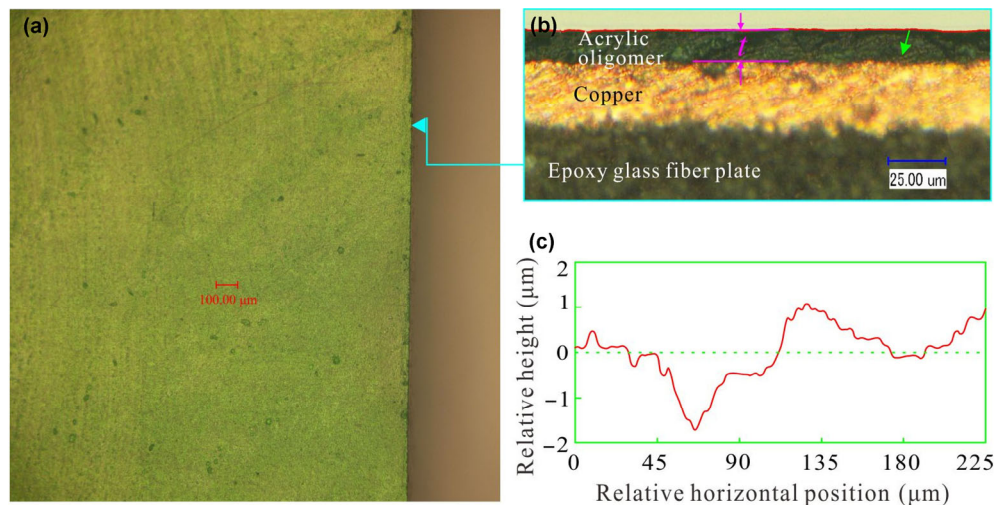 (a)
100.00 μm
(b)
Acrylic
oligomer
Copper
Epoxy glass fiber plate
25.00 um
(c)
Relative height (μm)
2
1
0
−1
−2
0 45 90 135 180 225
Relative horizontal position (μm)